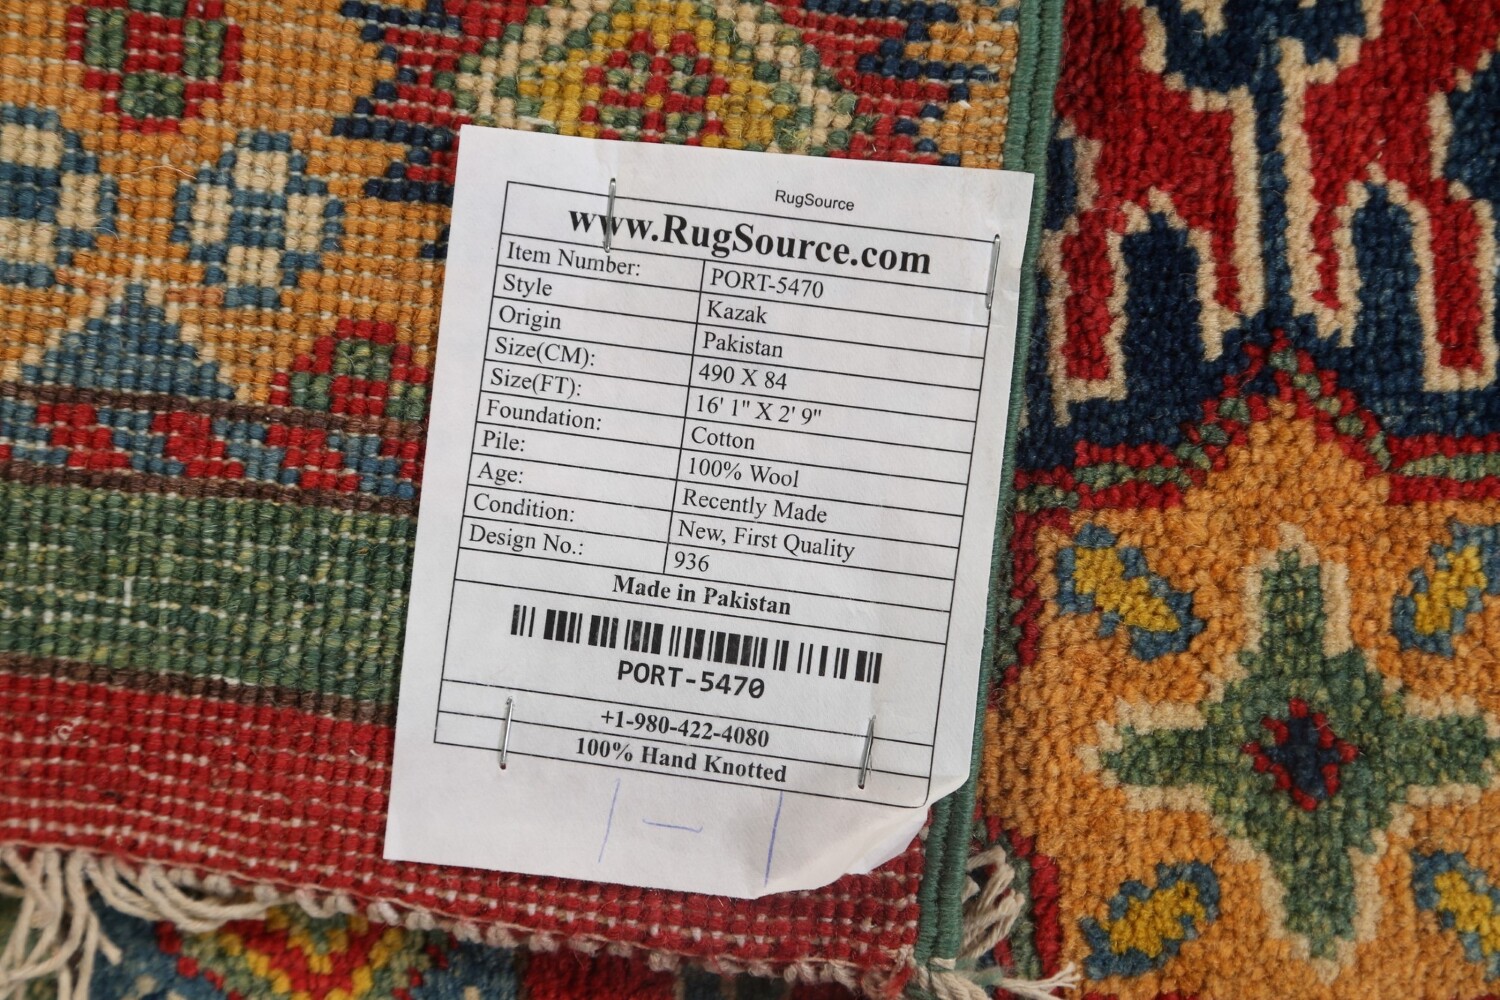 RugSource
www.RugSource.com
Item Number: PORT-5470
Style Kazak
Origin Pakistan
Size(CM): 490 X 84
Size(FT): 16' 1" X 2' 9"
Foundation: Cotton
Pile: 100% Wool
Age: Recently Made
Condition: New, First Quality
Design No.: 936
Made in Pakistan
PORT-5470
+1-980-422-4080
100% Hand Knotted
1 - 1